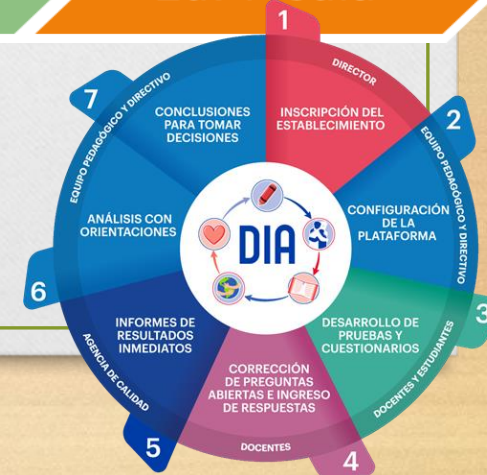 1
DIRECTOR
INSCRIPCIÓN DEL
ESTABLECIMIENTO
2
EQUIPO PEDAGÓGICO Y DIRECTIVO
CONFIGURACIÓN
DE LA
PLATAFORMA
3
DOCENTES Y ESTUDIANTES
DESARROLLO DE
PRUEBAS Y
CUESTIONARIOS
4
DOCENTES
CORRECCIÓN
DE PREGUNTAS
ABIERTAS E INGRESO
DE RESPUESTAS
5
AGENCIA DE CALIDAD
INFORMES DE
RESULTADOS
INMEDIATOS
6
ANÁLISIS CON
ORIENTACIONES
7
EQUIPO PEDAGÓGICO Y DIRECTIVO
CONCLUSIONES
PARA TOMAR
DECISIONES
DIA